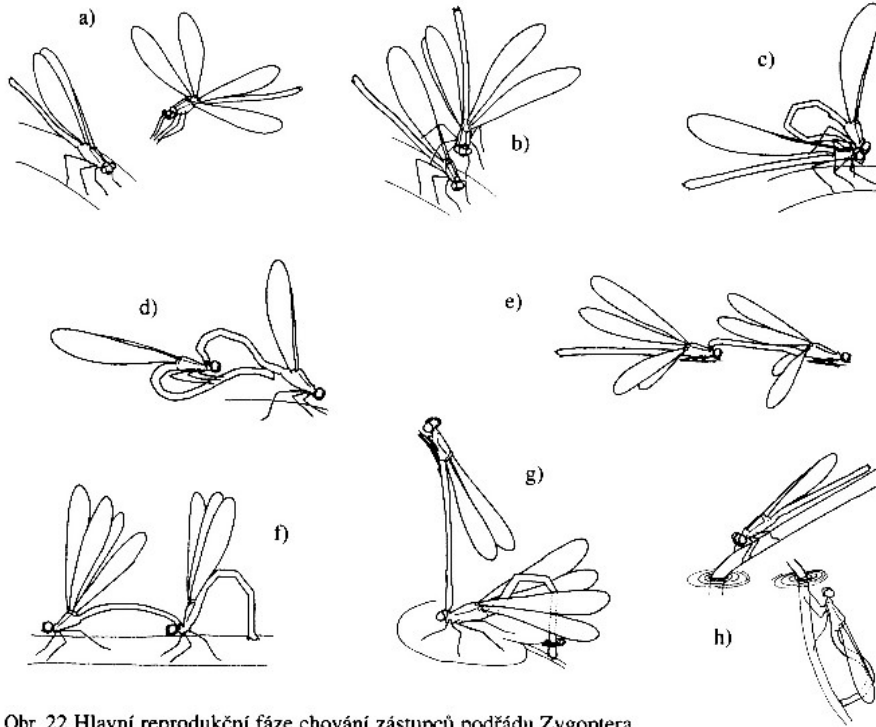 a)
b)
c)
d)
e)
f)
g)
h)
Obr. 22 Hlavní reprodukční fáze chování zástupců podřádu Zygoptera